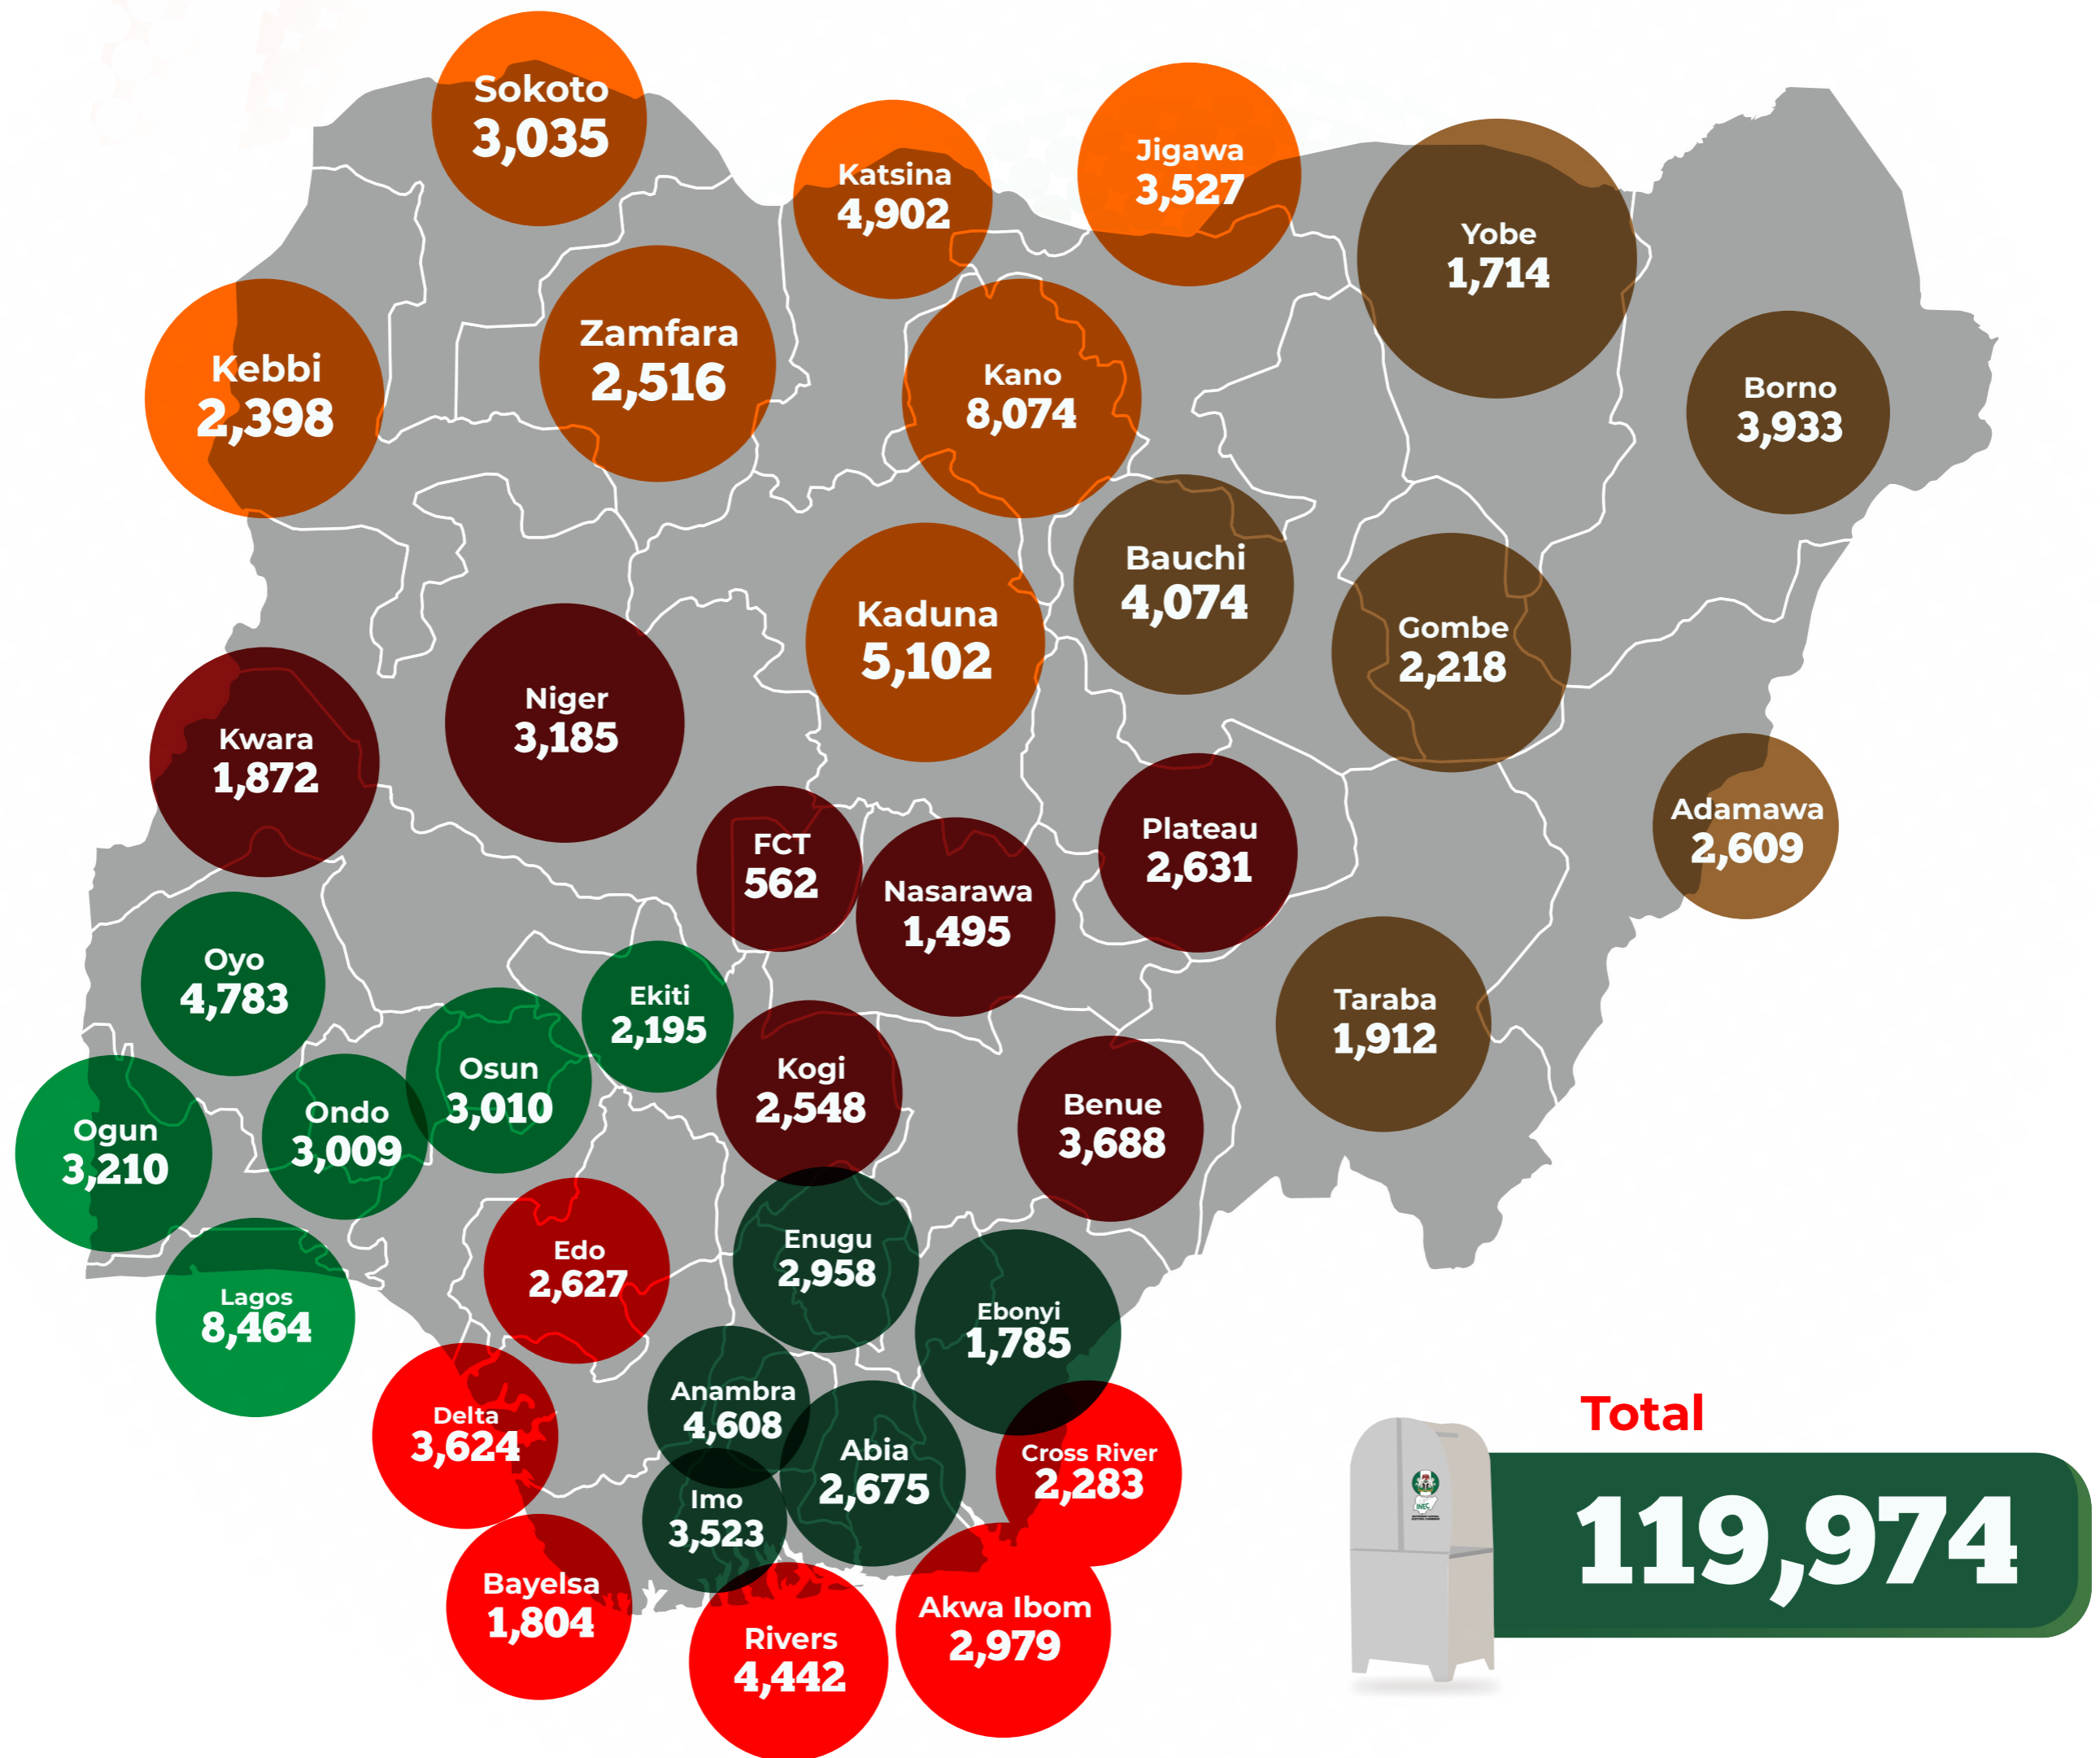 Sokoto
3,035
Katsina
4,902
Jigawa
3,527
Yobe
1,714
Kebbi
2,398
Zamfara
2,516
Kano
8,074
Borno
3,933
Kaduna
5,102
Bauchi
4,074
Gombe
2,218
Niger
3,185
Kwara
1,872
FCT
562
Nasarawa
1,495
Plateau
2,631
Adamawa
2,609
Oyo
4,783
Ekiti
2,195
Taraba
1,912
Ogun
3,210
Ondo
3,009
Osun
3,010
Kogi
2,548
Benue
3,688
Lagos
8,464
Edo
2,627
Enugu
2,958
Ebonyi
1,785
Delta
3,624
Anambra
4,608
Abia
2,675
Cross River
2,283
Imo
3,523
Bayelsa
1,804
Rivers
4,442
Akwa Ibom
2,979
Total
119,974
INEC